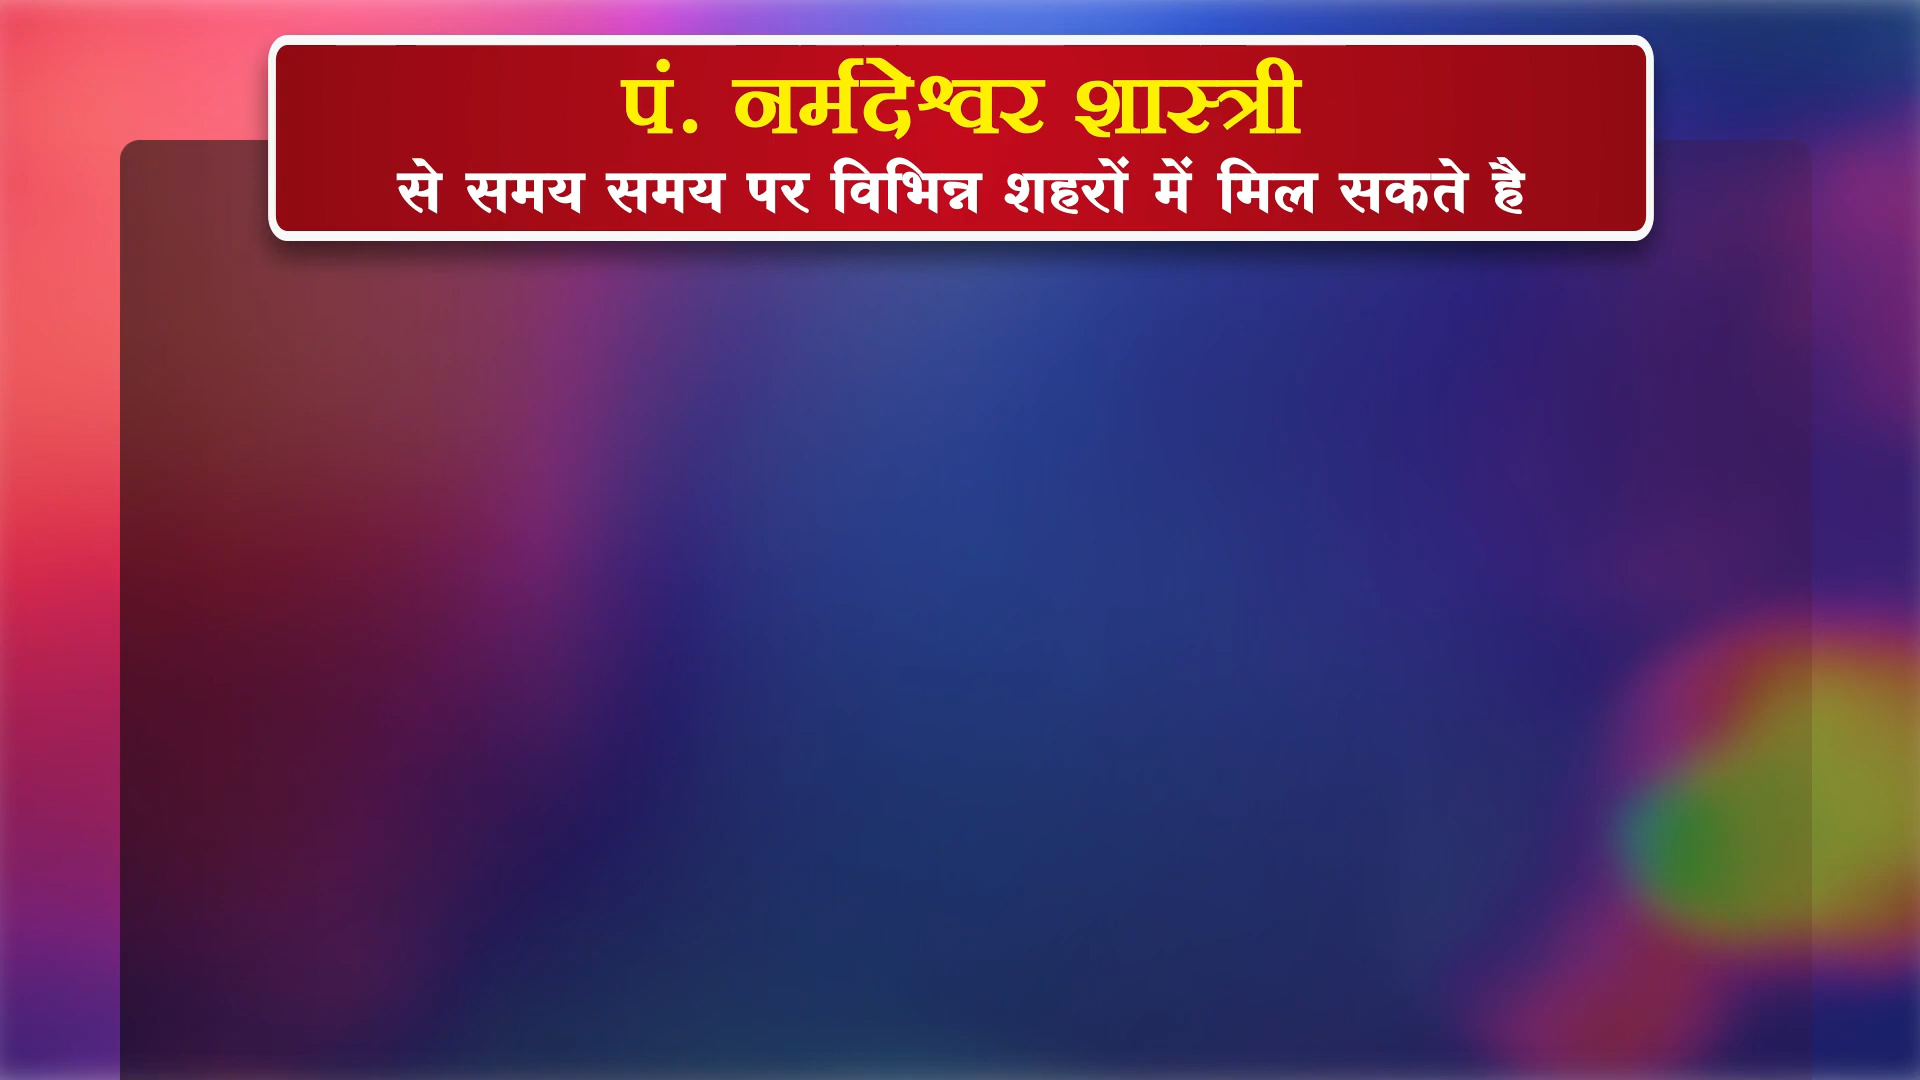 पं. नर्मदेश्वर शास्त्री
से समय समय पर विभिन्न शहरों में मिल सकते है